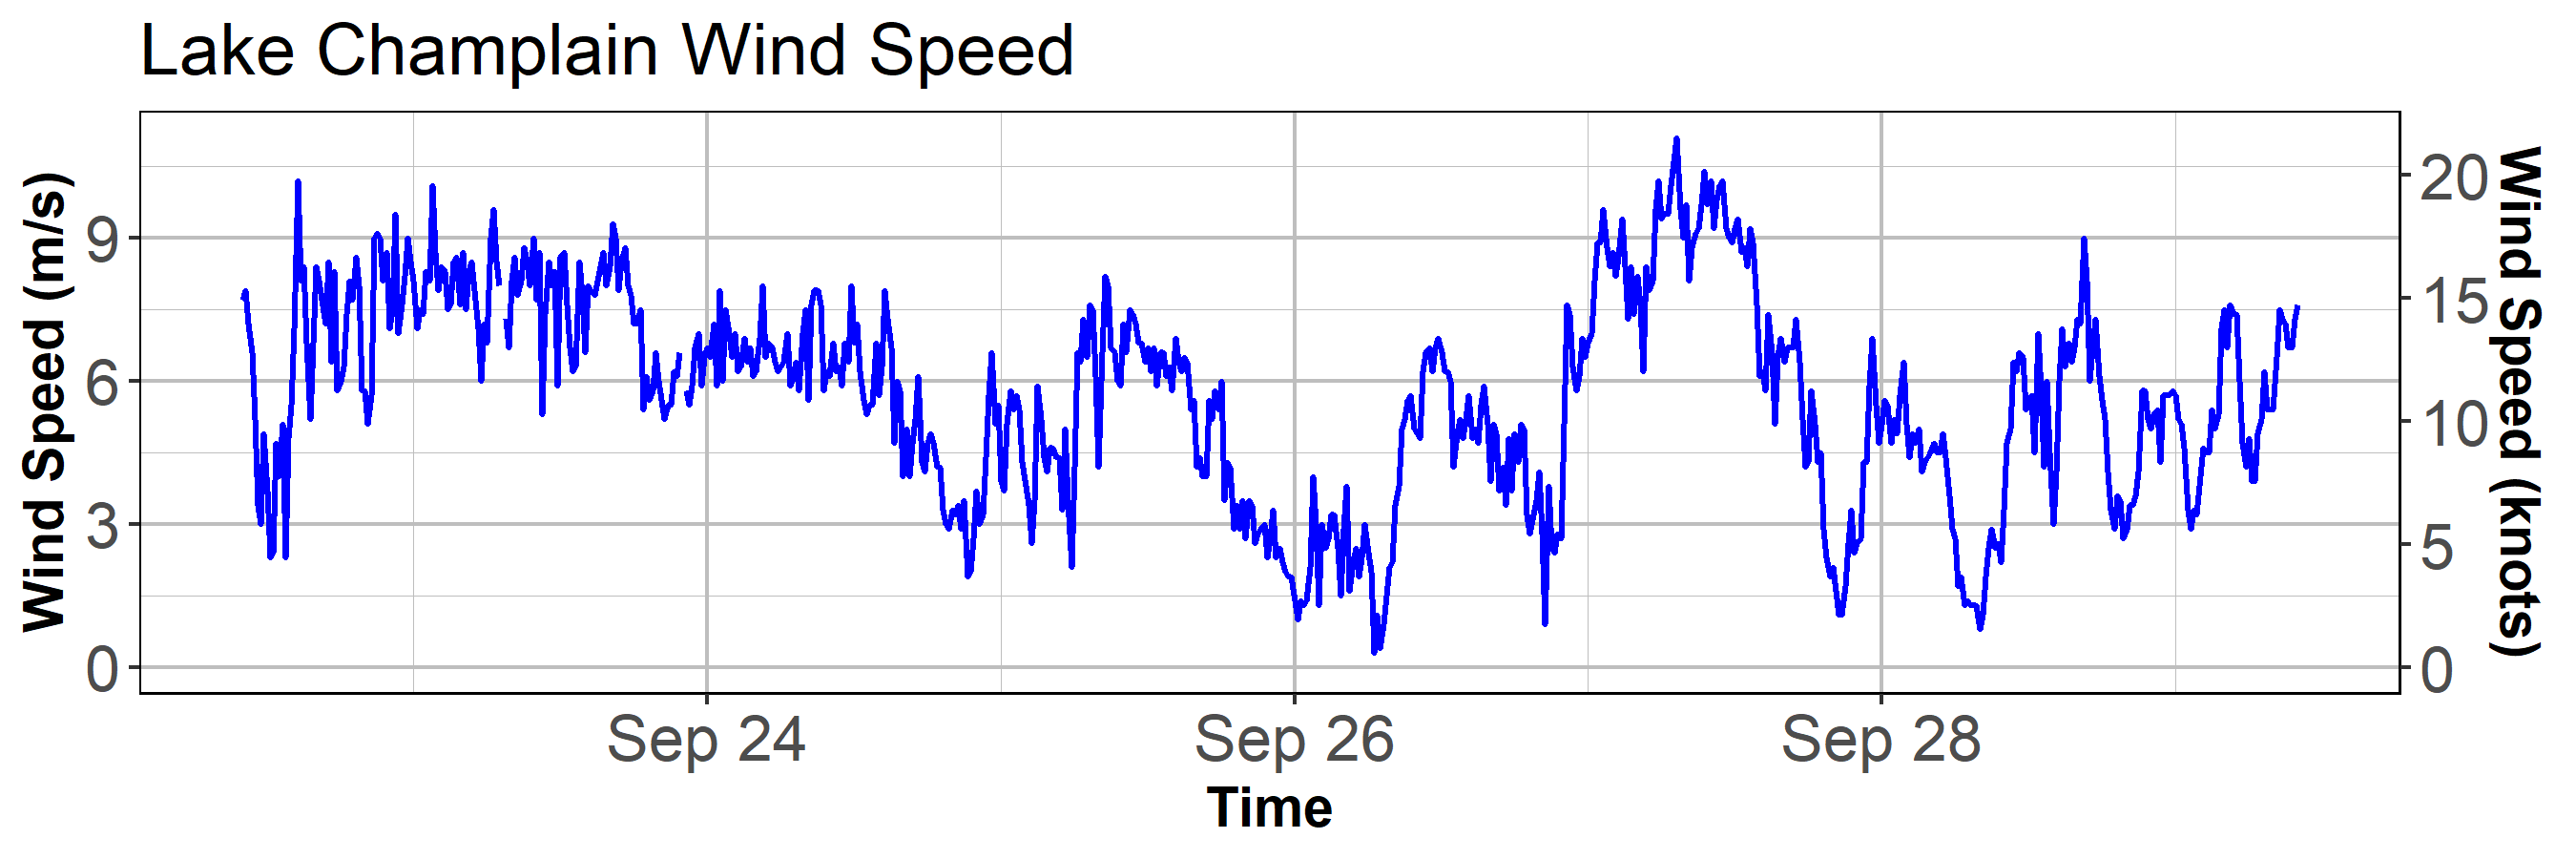 Lake Champlain Wind Speed
Wind Speed (m/s)
9
6
3
0
20
15
10
5
0
Wind Speed (knots)
Sep 24
Sep 26
Sep 28
Time